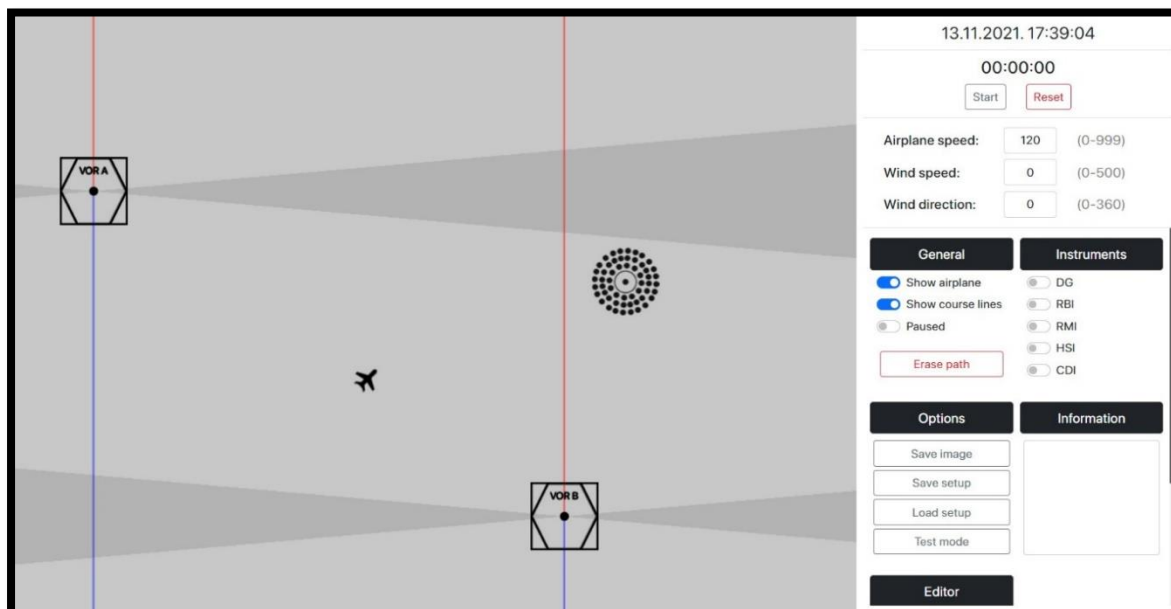 VOR A
VOR B
13.11.2021. 17:39:04
00:00:00
Start Reset
Airplane speed: 120 (0-999)
Wind speed: 0 (0-500)
Wind direction: 0 (0-360)
General Instruments
Show airplane DG
Show course lines RBI
Paused RMI
HSI
Erase path CDI
Options Information
Save image
Save setup
Load setup
Test mode
Editor